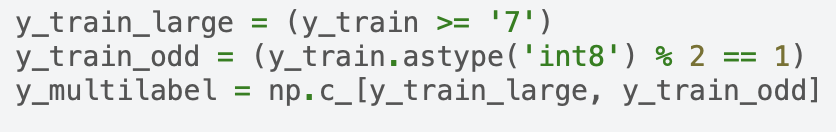 y_train_large = (y_train >= '7')
y_train_odd = (y_train.astype('int8') % 2 == 1)
y_multilabel = np.c_[y_train_large, y_train_odd]